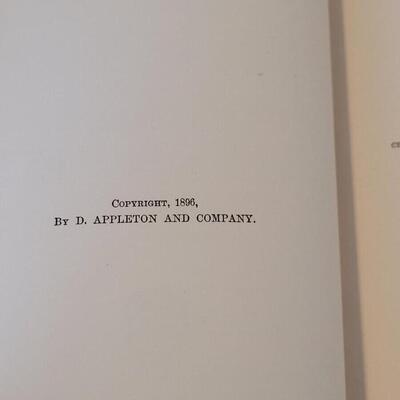 Copyright, 1896,
By D. APPLETON AND COMPANY.